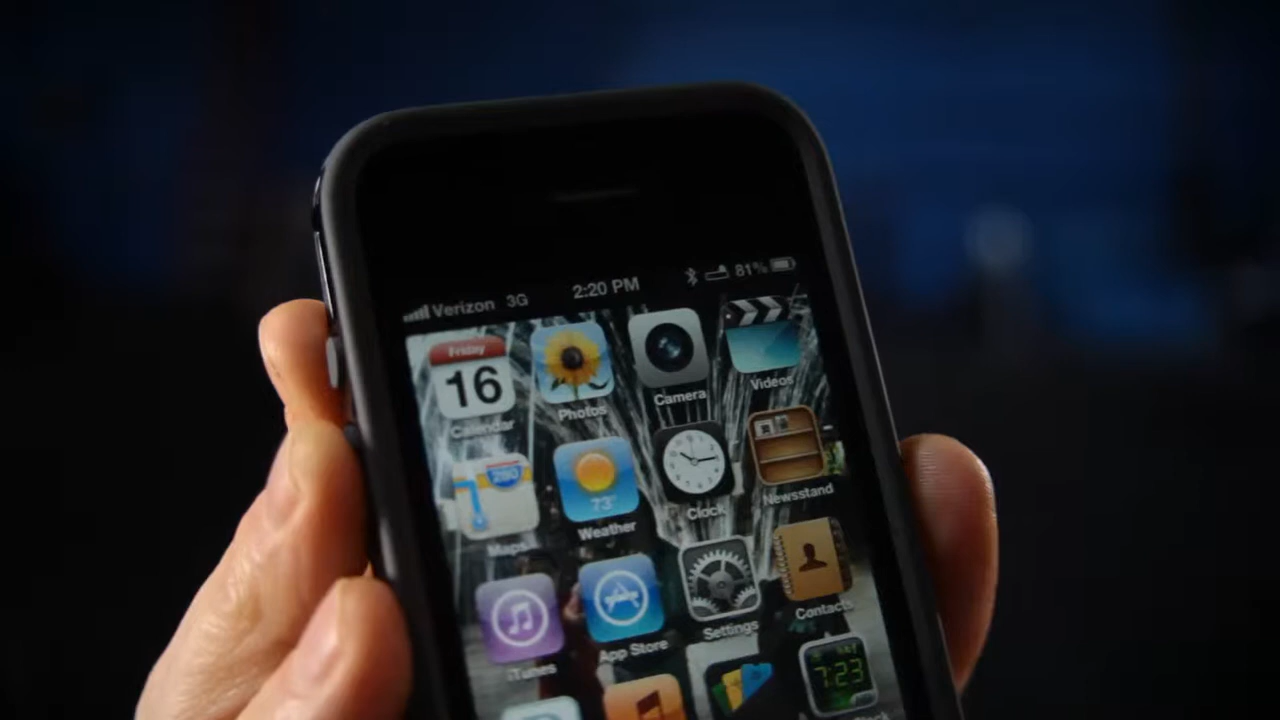 Verizon 3G 2:20 PM 81%
Friday
16
Calendar Photos Camera Videos
280
73°
Maps Weather Clock Newsstand
iTunes App Store Settings Contacts
7:23